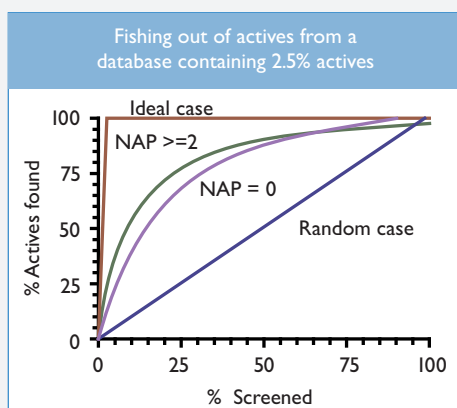 Fishing out of actives from a
database containing 2.5% actives
Ideal case
NAP >=2
NAP = 0
Random case
% Actives found
100
75
50
25
0
0 25 50 75 100
% Screened